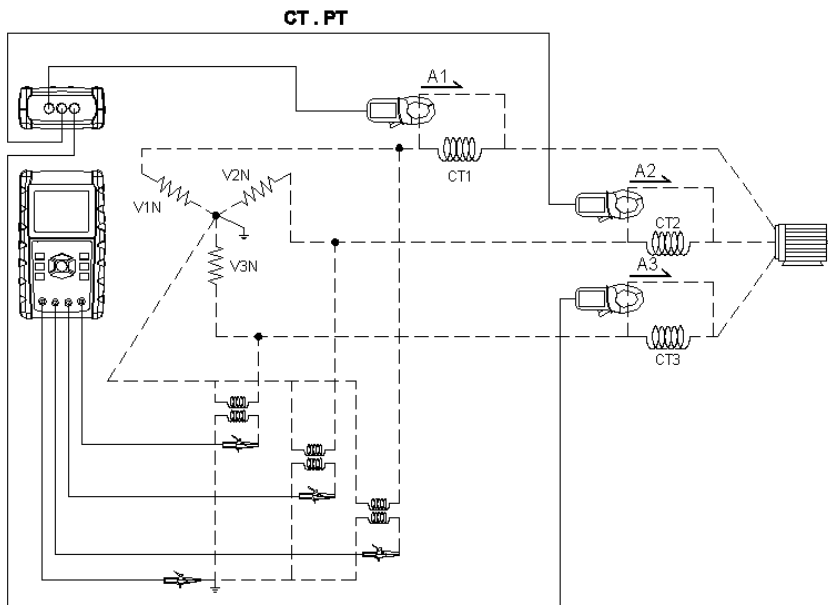 CT . PT
A1
CT1
V1N
V2N
V3N
A2
CT2
A3
CT3